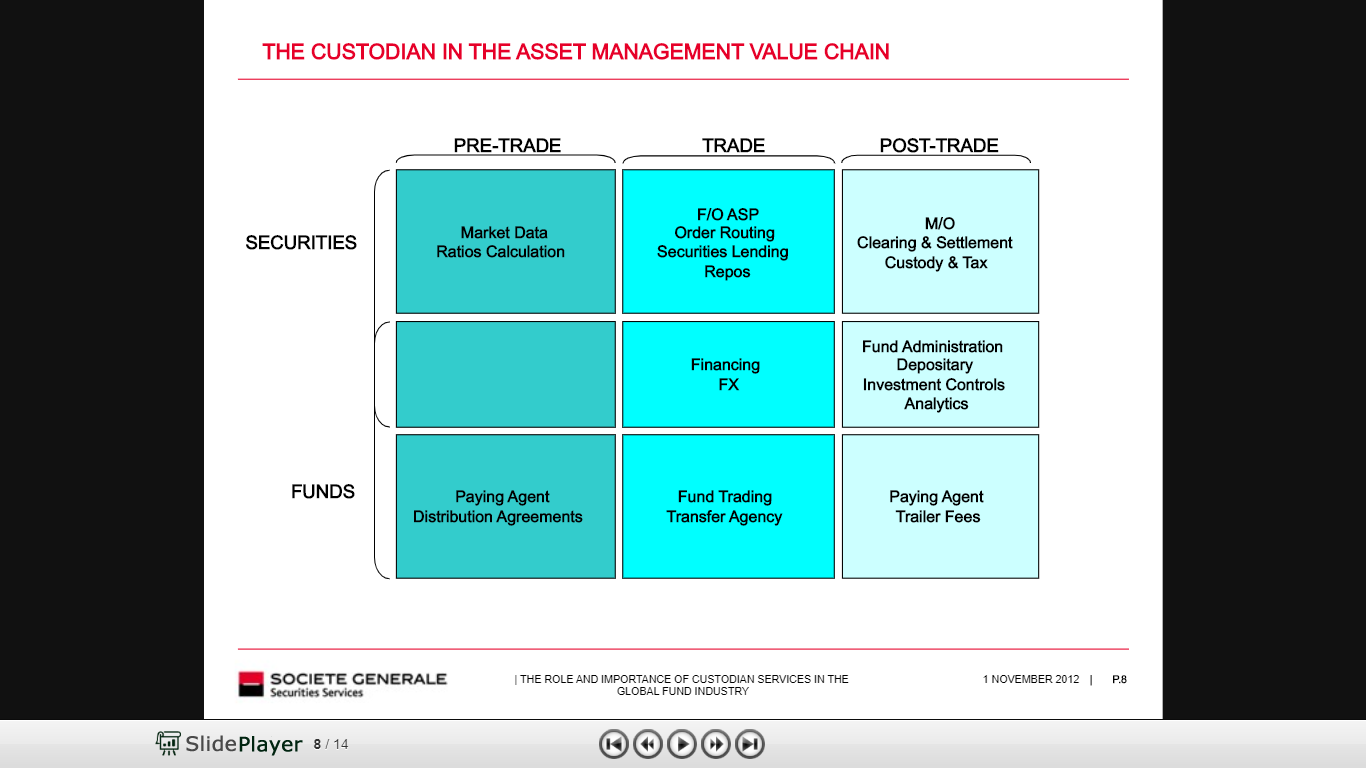 THE CUSTODIAN IN THE ASSET MANAGEMENT VALUE CHAIN
PRE-TRADE
TRADE
POST-TRADE
SECURITIES
Market Data
Ratios Calculation
F/O ASP
Order Routing
Securities Lending
Repos
M/O
Clearing & Settlement
Custody & Tax
Financing
FX
Fund Administration
Depositary
Investment Controls
Analytics
FUNDS
Paying Agent
Distribution Agreements
Fund Trading
Transfer Agency
Paying Agent
Trailer Fees
SOCIETE GENERALE
Securities Services
| THE ROLE AND IMPORTANCE OF CUSTODIAN SERVICES IN THE
GLOBAL FUND INDUSTRY
1 NOVEMBER 2012 | P.8
SlidePlayer 8 / 14